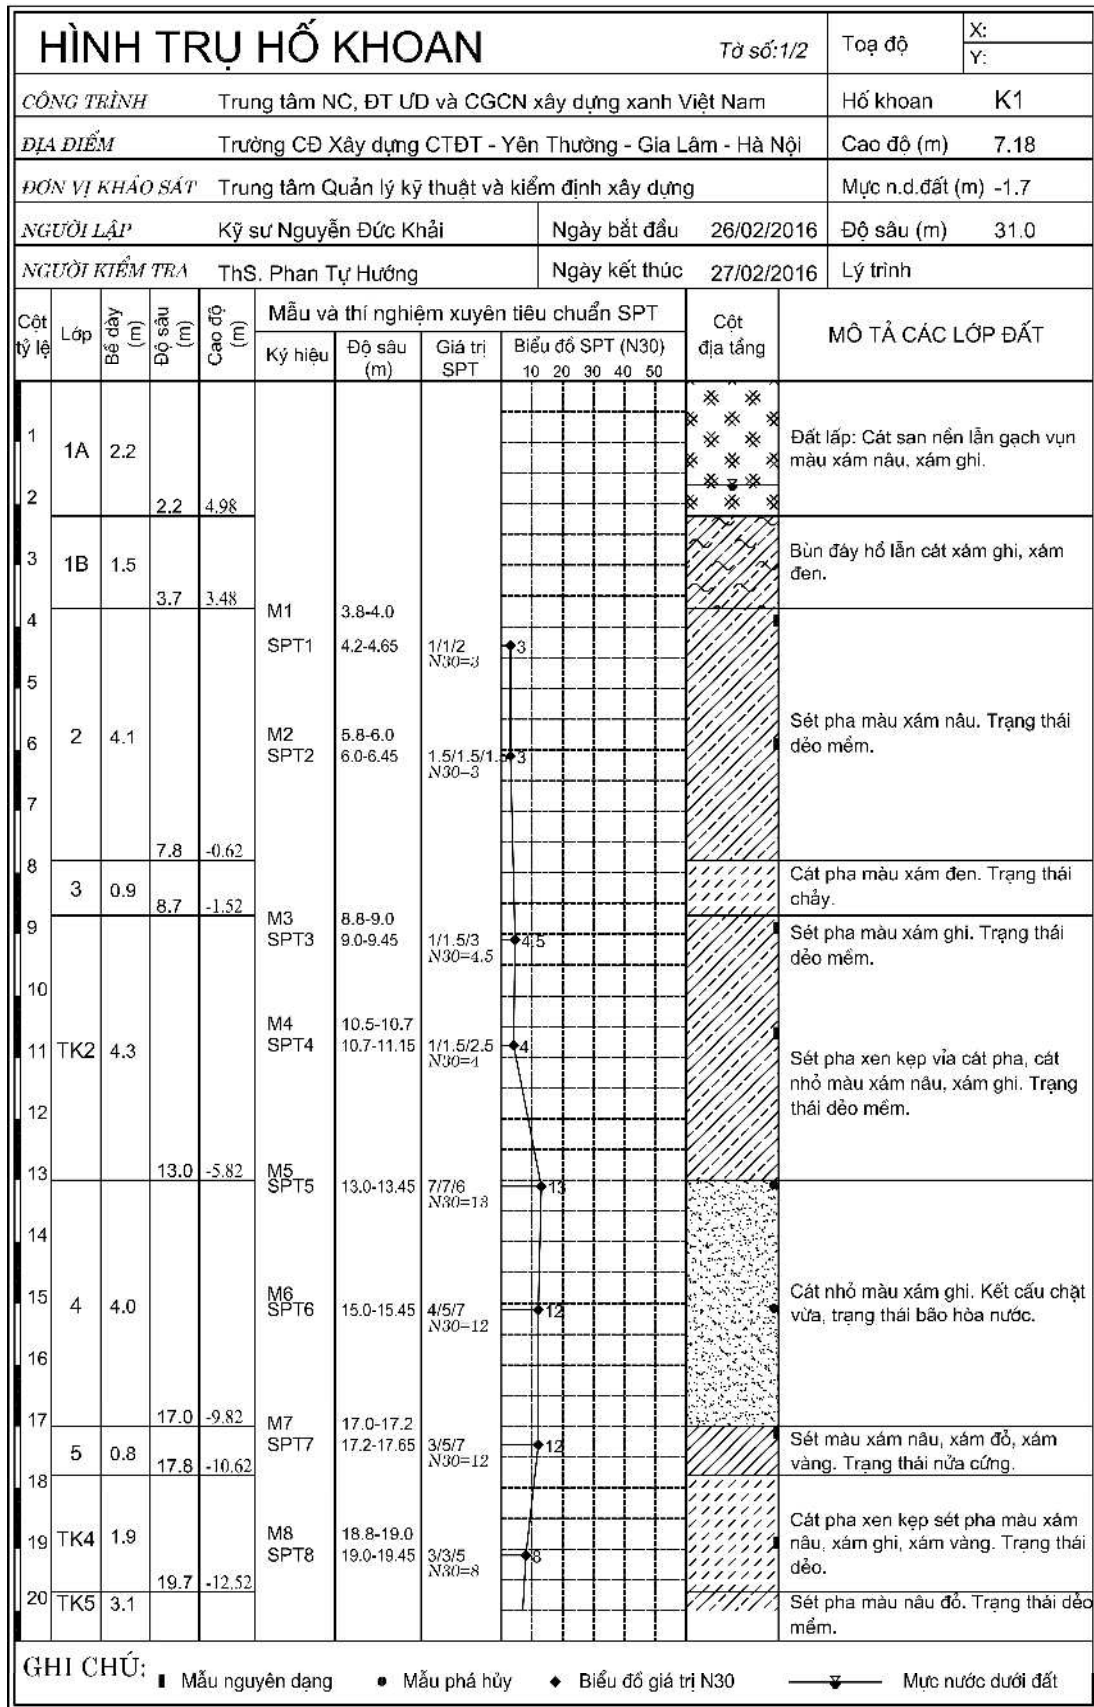 HÌNH TRỤ HỐ KHOAN Tờ số:1/2 Toạ độ X:
Y:
CÔNG TRÌNH Trung tâm NC, ĐT ƯD và CGCN xây dựng xanh Việt Nam Hố khoan K1
ĐỊA ĐIỂM Trường CĐ Xây dựng CTĐT - Yên Thường - Gia Lâm - Hà Nội Cao độ (m) 7.18
ĐƠN VỊ KHẢO SÁT Trung tâm Quản lý kỹ thuật và kiểm định xây dựng Mực n.d.đất (m) -1.7
NGƯỜI LẬP Kỹ sư Nguyễn Đức Khải Ngày bắt đầu 26/02/2016 Độ sâu (m) 31.0
NGƯỜI KIỂM TRA ThS. Phan Tự Hướng Ngày kết thúc 27/02/2016 Lý trình
Cột tỷ lệ Lớp Bề dày (m) Độ sâu (m) Cao độ (m) Mẫu và thí nghiệm xuyên tiêu chuẩn SPT Cột địa tầng MÔ TẢ CÁC LỚP ĐẤT
Ký hiệu Độ sâu (m) Giá trị SPT Biểu đồ SPT (N30)
10 20 30 40 50
1
1A 2.2 Đất lấp: Cát san nền lẫn gạch vụn
màu xám nâu, xám ghi.
2
2.2 4.98
3 1B 1.5 Bùn đáy hồ lẫn cát xám ghi, xám
đen.
3.7 3.48
M1 3.8-4.0
4
SPT1 4.2-4.65 1/1/2 3
N30=3
5
Sét pha màu xám nâu. Trạng thái
dẻo mềm.
6 2 4.1 M2 5.8-6.0
SPT2 6.0-6.45 1.5/1.5/1.5 3
N30=3
7
7.8 -0.62
8
3 0.9 Cát pha màu xám đen. Trạng thái
chảy.
8.7 -1.52
M3 8.8-9.0
9 SPT3 9.0-9.45 1/1.5/3 4.5
N30=4.5
Sét pha màu xám ghi. Trạng thái
dẻo mềm.
10
M4 10.5-10.7
11 TK2 4.3 SPT4 10.7-11.15 1/1.5/2.5 4
N30=4
Sét pha xen kẹp vỉa cát pha, cát
nhỏ màu xám nâu, xám ghi. Trạng
thái dẻo mềm.
12
13 13.0 -5.82 M5
SPT5 13.0-13.45 7/7/6 13
N30=13
14
15 4 4.0 M6
SPT6 15.0-15.45 4/5/7 12
N30=12
Cát nhỏ màu xám ghi. Kết cấu chặt
vừa, trạng thái bão hòa nước.
16
17 17.0 -9.82 M7 17.0-17.2
5 0.8 SPT7 17.2-17.65 3/5/7 12
N30=12
Sét màu xám nâu, xám đỏ, xám
vàng. Trạng thái nửa cứng.
17.8 -10.62
18
19 TK4 1.9 M8 18.8-19.0
SPT8 19.0-19.45 3/3/5 8
N30=8
Cát pha xen kẹp sét pha màu xám
nâu, xám ghi, xám vàng. Trạng thái
dẻo.
19.7 -12.52
20 TK5 3.1 Sét pha màu nâu đỏ. Trạng thái dẻo
mềm.
GHI CHÚ: Mẫu nguyên dạng Mẫu phá hủy Biểu đồ giá trị N30 Mực nước dưới đất